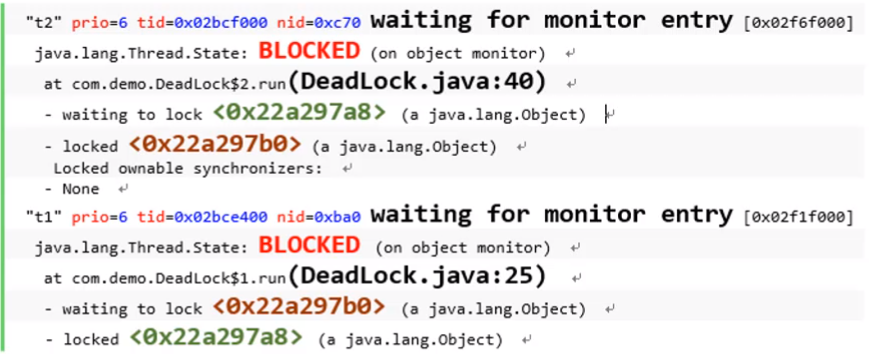 "t2" prio=6 tid=0x02bcf000 nid=0xc70 waiting for monitor entry [0x02f6f000]
java.lang.Thread.State: BLOCKED (on object monitor) ↵
at com.demo.DeadLock$2.run(DeadLock.java:40) ↵
- waiting to lock <0x22a297a8> (a java.lang.Object) ↵
- locked <0x22a297b0> (a java.lang.Object) ↵
Locked ownable synchronizers: ↵
- None ↵
"t1" prio=6 tid=0x02bce400 nid=0xba0 waiting for monitor entry [0x02f1f000]
java.lang.Thread.State: BLOCKED (on object monitor) ↵
at com.demo.DeadLock$1.run(DeadLock.java:25) ↵
- waiting to lock <0x22a297b0> (a java.lang.Object) ↵
- locked <0x22a297a8> (a java.lang.Object) ↵